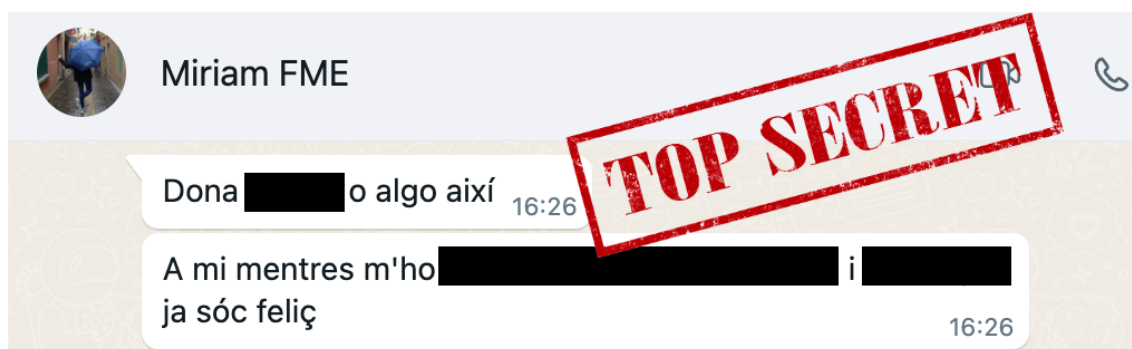 Miriam FME
TOP SECRET
Dona o algo així 16:26
A mi mentres m'ho i
ja sóc feliç 16:26